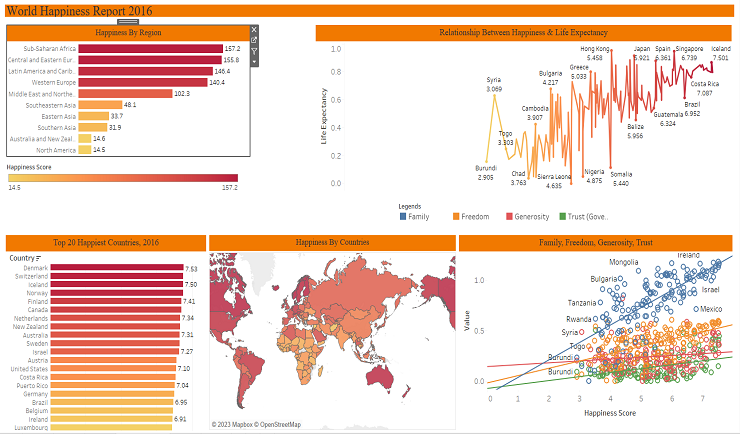 World Happiness Report 2016
Happiness By Region
Sub-Saharan Africa 157.2
Central and Eastern Eur.. 155.8
Latin America and Carib.. 146.4
Western Europe 140.4
Middle East and Northe.. 102.3
Southeastern Asia 48.1
Eastern Asia 33.7
Southern Asia 31.9
Australia and New Zeal.. 14.6
North America 14.5
Happiness Score
14.5 157.2
Relationship Between Happiness & Life Expectancy
Life Expectancy
1.0
0.8
0.6
0.4
0.2
0.0
Syria
3.069
Burundi
2.905
Togo
3.303
Chad
3.763
Cambodia
3.907
Bulgaria
4.217
Sierra Leone
4.635
Greece
5.033
Nigeria
4.875
Hong Kong
5.458
Somalia
5.440
Japan
5.921
Belize
5.956
Spain
6.361
Guatemala
6.324
Singapore
6.739
Brazil
6.952
Costa Rica
7.087
Iceland
7.501
Legends
Family Freedom Generosity Trust (Gove..
Top 20 Happiest Countries, 2016
Country
Denmark 7.53
Switzerland
Iceland 7.50
Norway
Finland 7.41
Canada
Netherlands 7.34
New Zealand
Australia 7.31
Sweden
Israel 7.27
Austria
United States 7.10
Costa Rica
Puerto Rico 7.04
Germany
Brazil 6.95
Belgium
Ireland 6.91
Luxembourg
Happiness By Countries
© 2023 Mapbox © OpenStreetMap
Family, Freedom, Generosity, Trust
Value
1.0
0.5
0.0
Ireland
Mongolia
Bulgaria
Israel
Tanzania
Mexico
Rwanda
Syria
Togo
Burundi
Burundi
0 1 2 3 4 5 6 7
Happiness Score